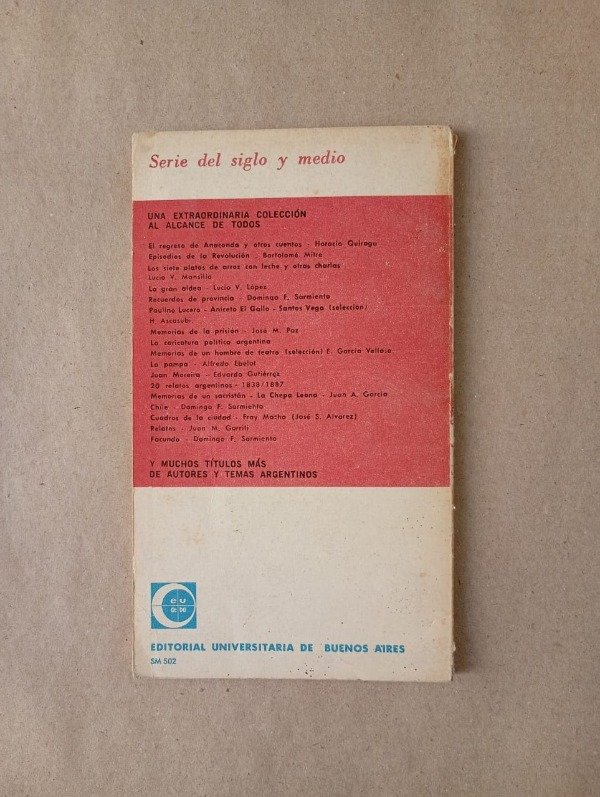 Serie del siglo y medio
UNA EXTRAORDINARIA COLECCIÓN
AL ALCANCE DE TODOS
El regreso de Anaconda y otros cuentos - Horacio Quiroga
Episodios de la Revolución - Bartolomé Mitre
Los siete platos de arroz con leche y otras charlas
Lucio V. Mansilla
La gran aldea - Lucio V. López
Recuerdos de provincia - Domingo F. Sarmiento
Paulino Lucero - Aniceto El Gallo - Santos Vega (selección)
H. Ascasubi
Memorias de la prisión - José M. Paz
La caricatura política argentina
Memorias de un hombre de teatro (selección) E. García Velloso
La pampa - Alfredo Ebelot
Juan Moreira - Eduardo Gutiérrez
20 relatos argentinos - 1838/1887
Memorias de un sacristán - La Chepa Leona - Juan A. García
Chile - Domingo F. Sarmiento
Cuadros de la ciudad - Fray Mocho (José S. Alvarez)
Relatos - Juan M. Gorriti
Facundo - Domingo F. Sarmiento
Y MUCHOS TÍTULOS MÁS
DE AUTORES Y TEMAS ARGENTINOS
EDITORIAL UNIVERSITARIA DE BUENOS AIRES
SM 502